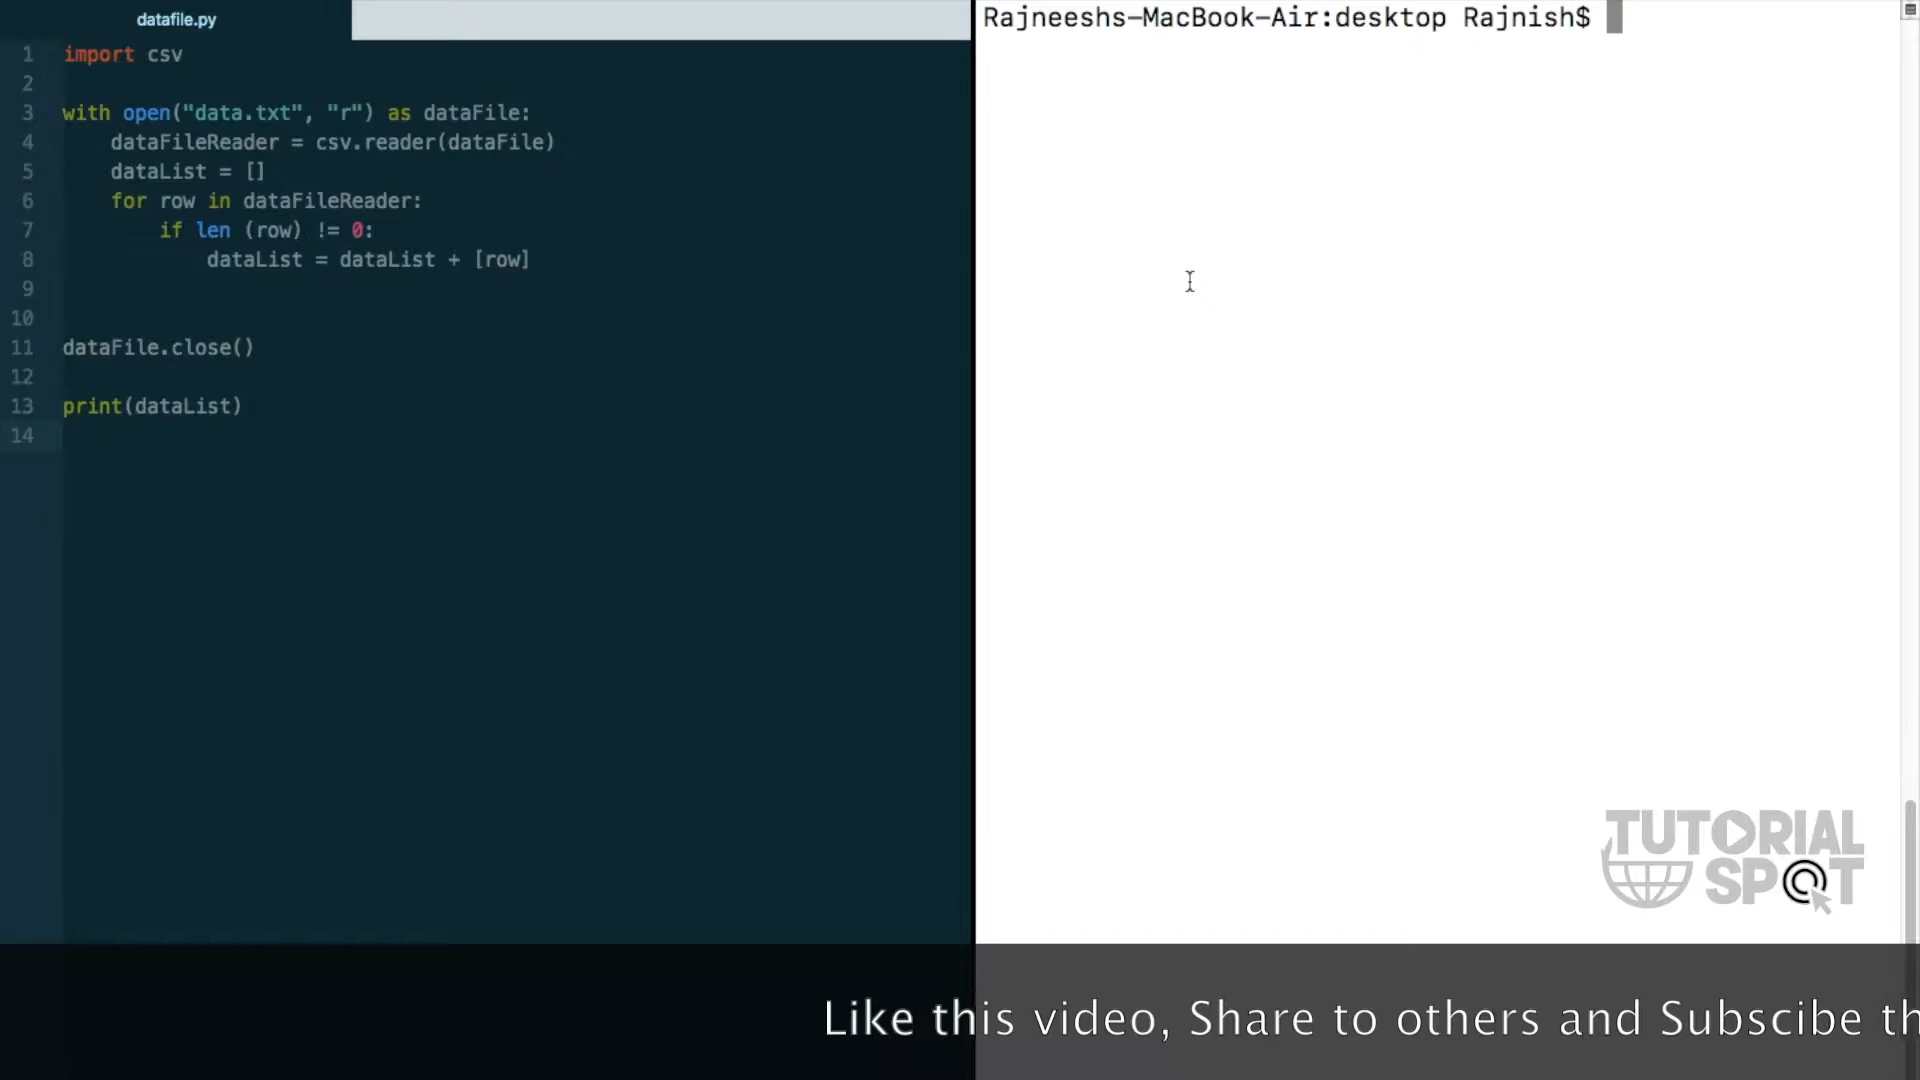 datafile.py
1 import csv
2
3 with open("data.txt", "r") as dataFile:
4     dataFileReader = csv.reader(dataFile)
5     dataList = []
6     for row in dataFileReader:
7         if len (row) != 0:
8             dataList = dataList + [row]
9
10
11 dataFile.close()
12
13 print(dataList)
14
Rajneeshs-MacBook-Air:desktop Rajnish$
TUTORIAL
SPOT
Like this video, Share to others and Subscibe th